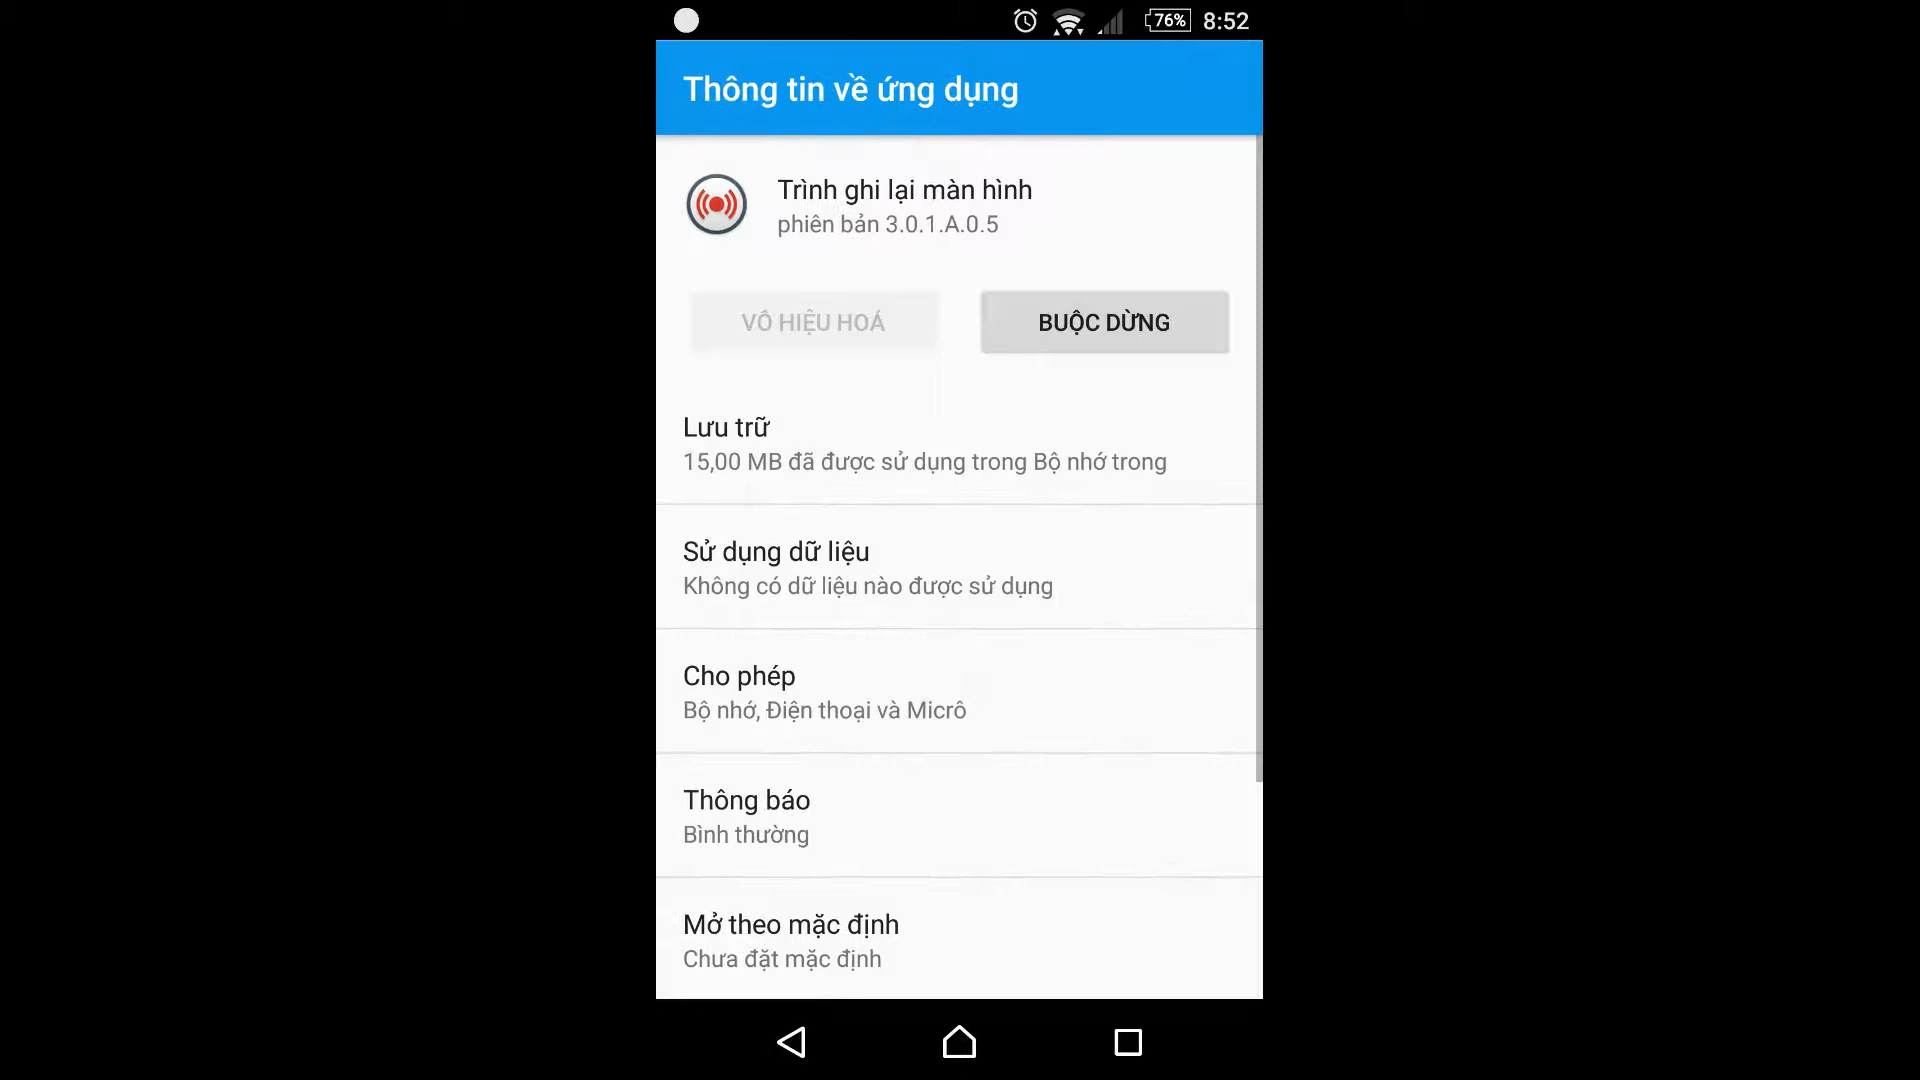 76% 8:52
Thông tin về ứng dụng
Trình ghi lại màn hình
phiên bản 3.0.1.A.0.5
VÔ HIỆU HOÁ
BUỘC DỪNG
Lưu trữ
15,00 MB đã được sử dụng trong Bộ nhớ trong
Sử dụng dữ liệu
Không có dữ liệu nào được sử dụng
Cho phép
Bộ nhớ, Điện thoại và Micrô
Thông báo
Bình thường
Mở theo mặc định
Chưa đặt mặc định